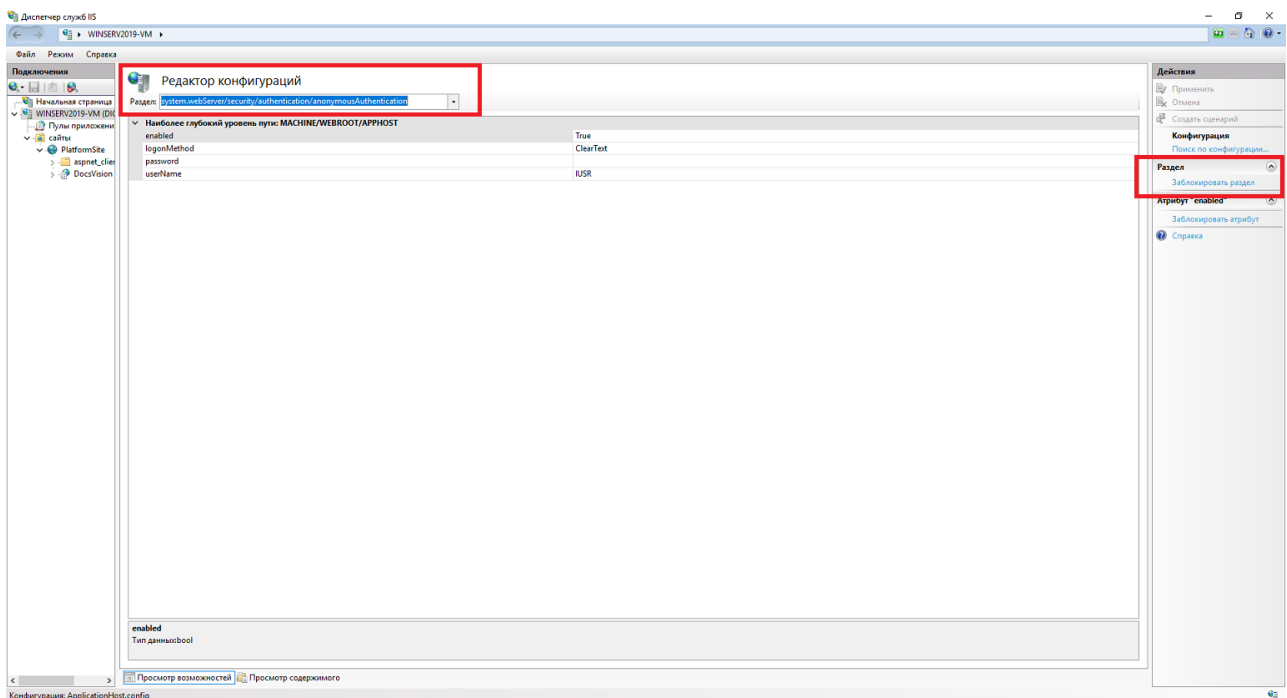 Диспетчер служб IIS
WINSERV2019-VM
Файл Режим Справка
Подключения
Начальная страница
WINSERV2019-VM (DIC
Пулы приложени
сайты
PlatformSite
aspnet_clien
DocsVision
Редактор конфигураций
Раздел: system.webServer/security/authentication/anonymousAuthentication
Наиболее глубокий уровень пути: MACHINE/WEBROOT/APPHOST
enabled True
logonMethod ClearText
password
userName IUSR
enabled
Тип данных:bool
Просмотр возможностей Просмотр содержимого
Действия
Применить
Отмена
Создать сценарий
Конфигурация
Поиск по конфигурации...
Раздел
Заблокировать раздел
Атрибут "enabled"
Заблокировать атрибут
Справка
Конфигурация: ApplicationHost.config